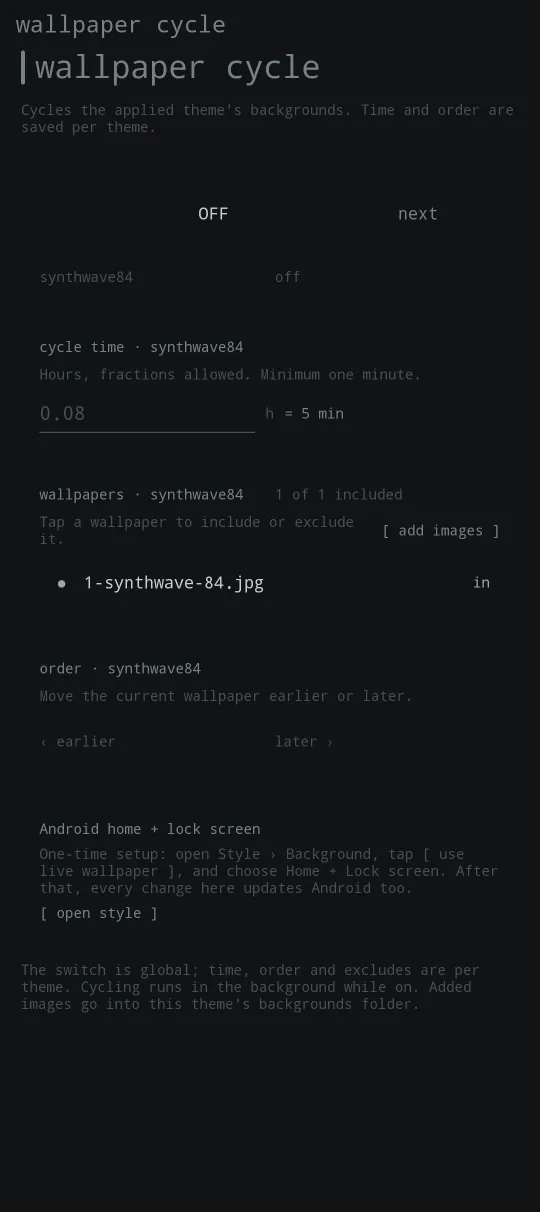 wallpaper cycle
wallpaper cycle
Cycles the applied theme's backgrounds. Time and order are
saved per theme.
OFF next
synthwave84 off
cycle time · synthwave84
Hours, fractions allowed. Minimum one minute.
0.08 h = 5 min
wallpapers · synthwave84 1 of 1 included
Tap a wallpaper to include or exclude
it.
[ add images ]
● 1-synthwave-84.jpg in
order · synthwave84
Move the current wallpaper earlier or later.
‹ earlier later ›
Android home + lock screen
One-time setup: open Style › Background, tap [ use
live wallpaper ], and choose Home + Lock screen. After
that, every change here updates Android too.
[ open style ]
The switch is global; time, order and excludes are per
theme. Cycling runs in the background while on. Added
images go into this theme's backgrounds folder.